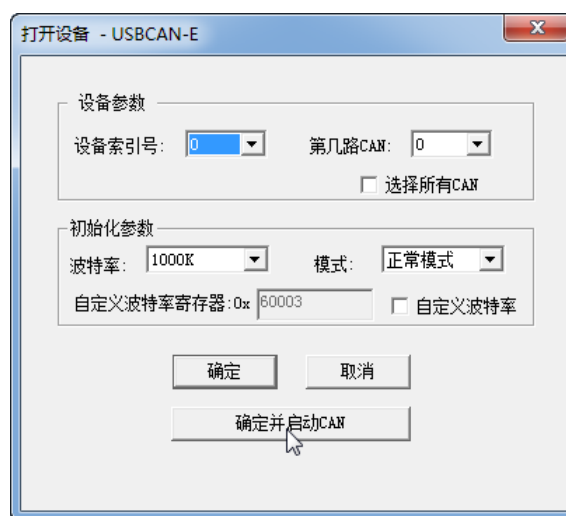 打开设备 - USBCAN-E
设备参数
设备索引号: 0 第几路CAN: 0
选择所有CAN
初始化参数
波特率: 1000K 模式: 正常模式
自定义波特率寄存器:0x 60003 自定义波特率
确定 取消
确定并启动CAN